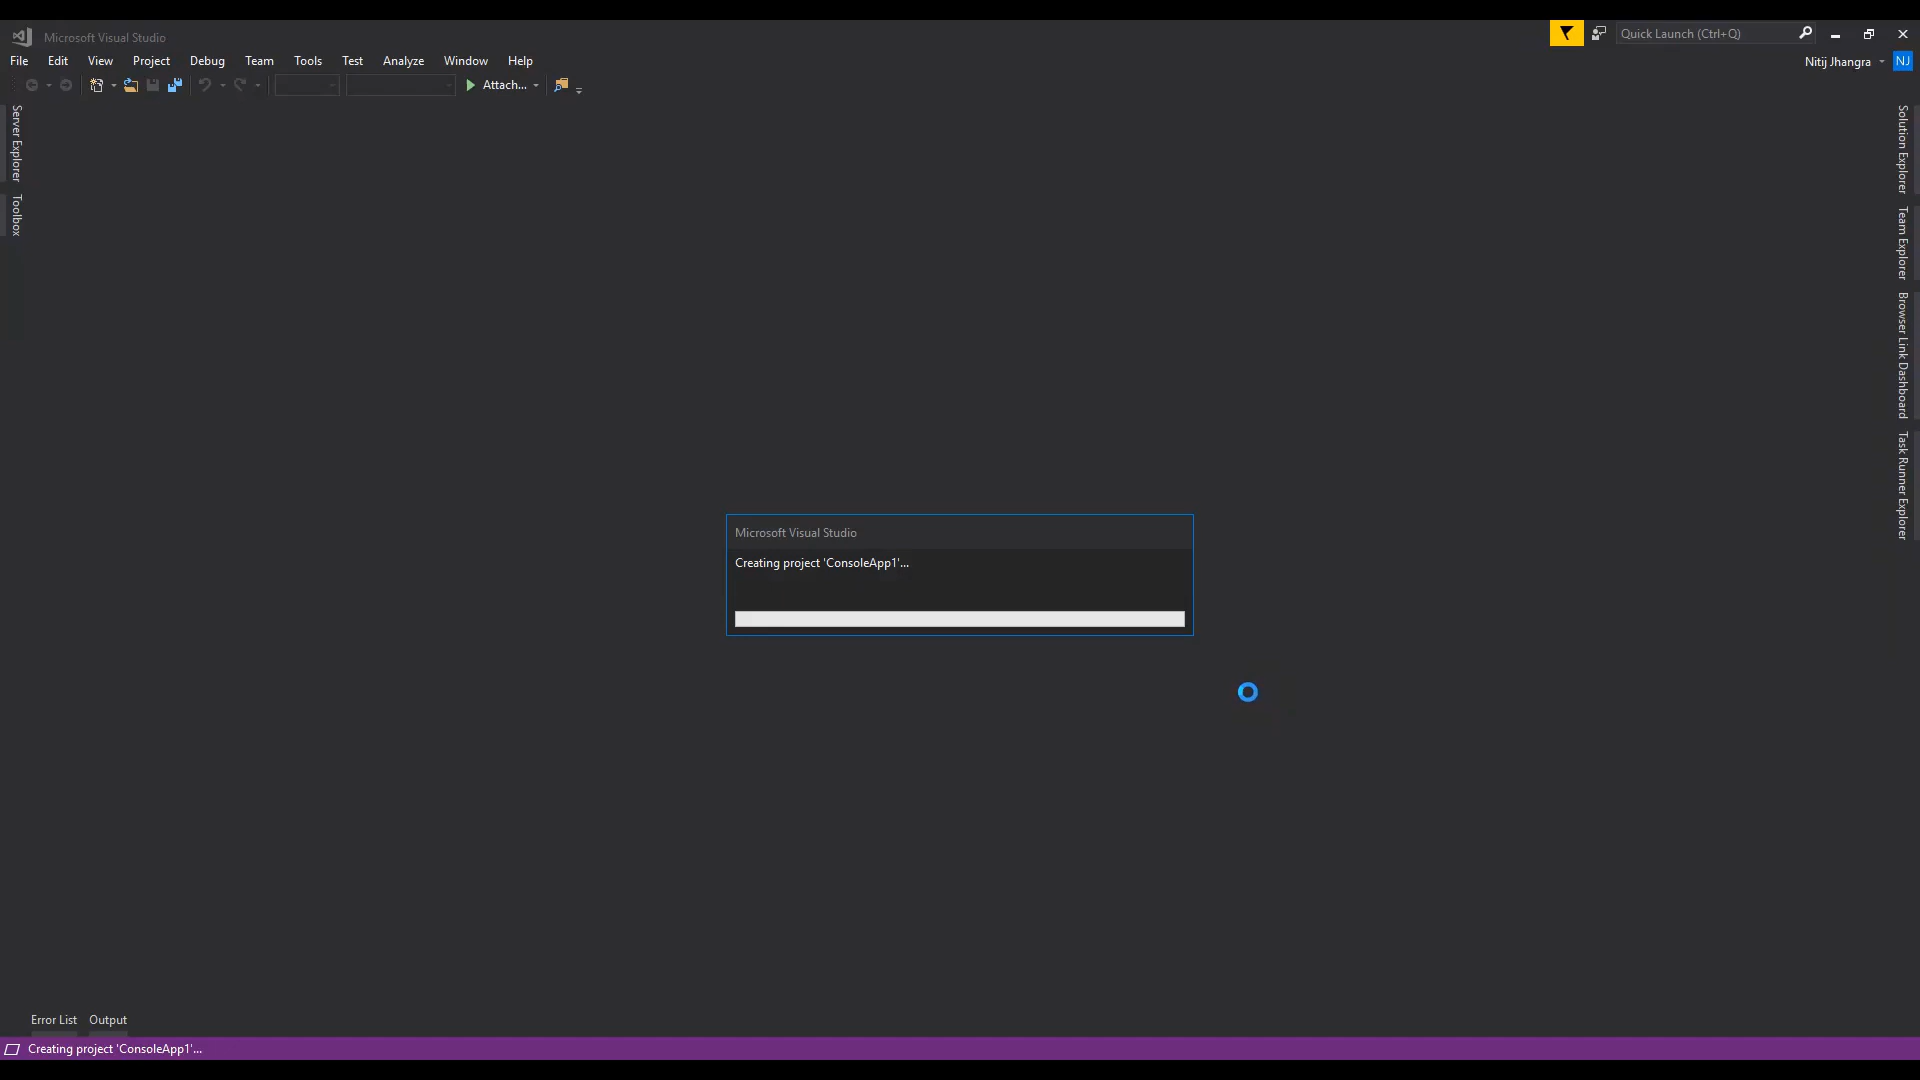 Microsoft Visual Studio
Quick Launch (Ctrl+Q)
File Edit View Project Debug Team Tools Test Analyze Window Help
Nitij Jhangra NJ
Attach...
Server Explorer
Toolbox
Solution Explorer
Team Explorer
Browser Link Dashboard
Task Runner Explorer
Microsoft Visual Studio
Creating project 'ConsoleApp1'...
Error List Output
Creating project 'ConsoleApp1'...